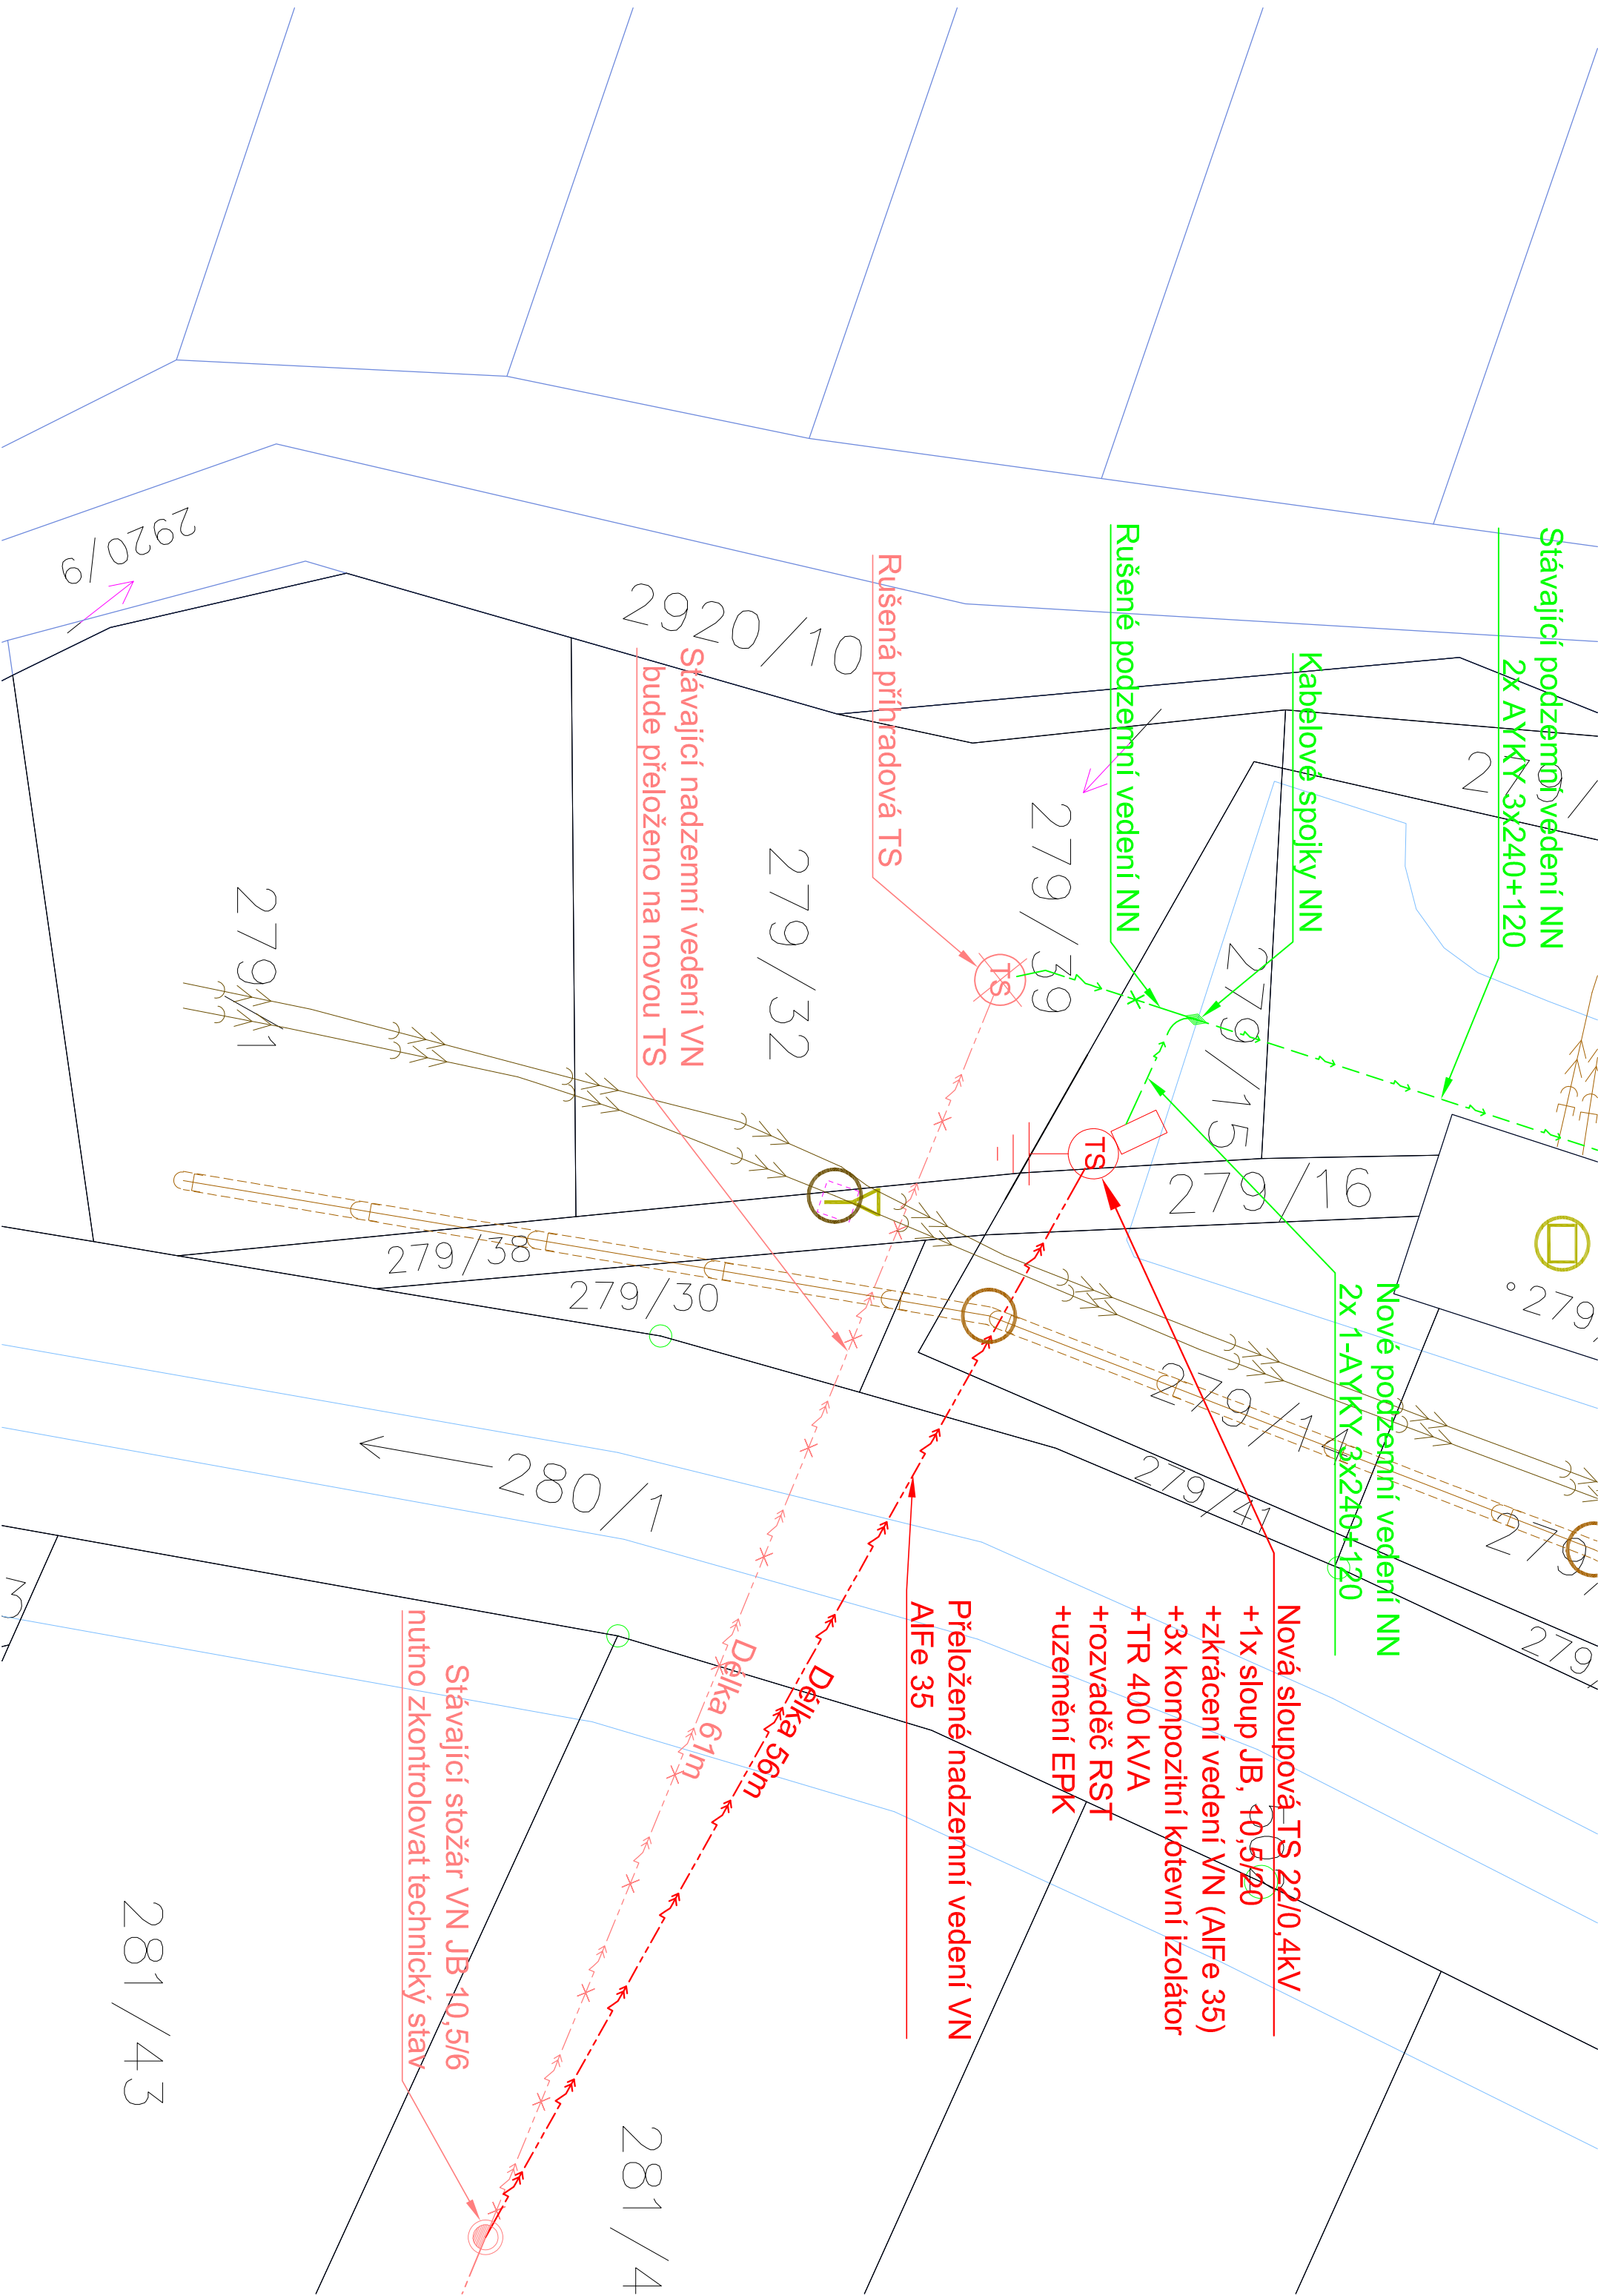 Stávající podzemní vedení NN
2x AYKY 3x240+120
Kabelové spojky NN
Rušené podzemní vedení NN
Rušená příhradová TS
Stávající nadzemní vedení VN
bude přeloženo na novou TS
Nové podzemní vedení NN
2x 1-AYKY 3x240+120
Nová sloupová TS 22/0,4kV
+1x sloup JB, 10,5/20
+zkrácení vedení VN (AlFe 35)
+3x kompozitní kotevní izolátor
+TR 400 kVA
+rozvaděč RST
+uzemění EPK
Přeložené nadzemní vedení VN
AlFe 35
Délka 56m
Délka 61m
Stávající stožár VN JB 10,5/6
nutno zkontrolovat technický stav
TS
TS
2920/9
2920/10
279/
279/39
279/32
279/1
279/15
279/16
279/38
279/30
279/14
279/41
279
279
279
280/1
281/43
281/4
3